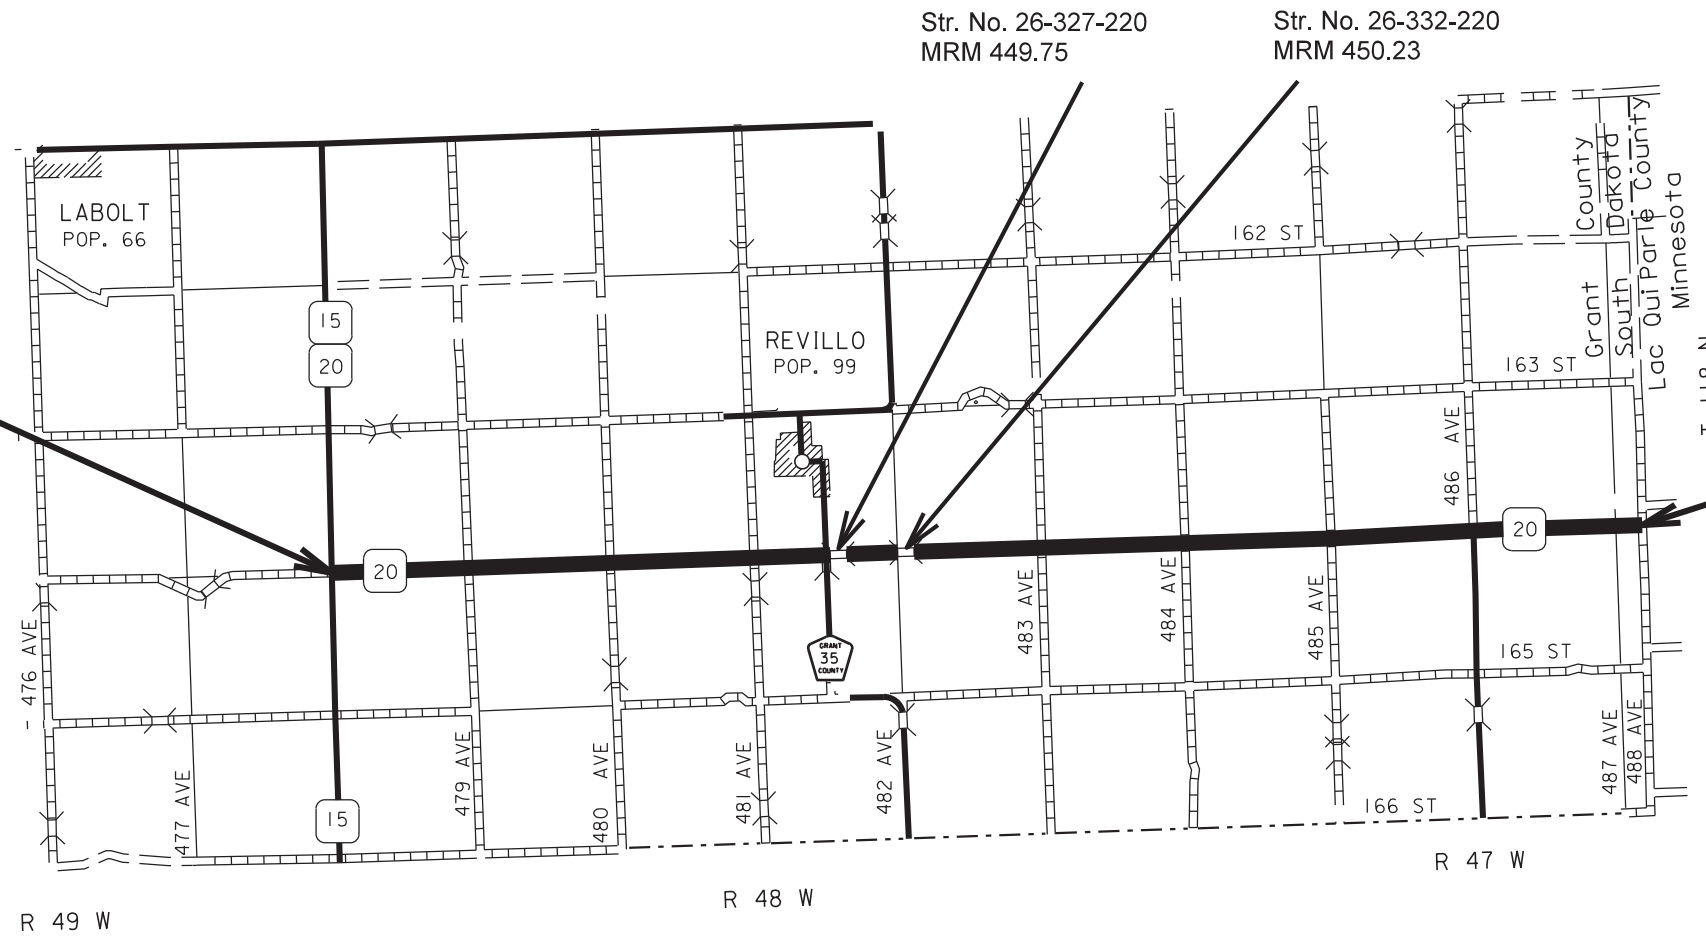 Str. No. 26-327-220
MRM 449.75
Str. No. 26-332-220
MRM 450.23
LABOLT
POP. 66
162 ST
Grant County
South Dakota
Lac Qui Parle County
Minnesota
15
20
REVILLO
POP. 99
163 ST
486 AVE
20
20
476 AVE
GRANT
35
COUNTY
483 AVE
484 AVE
485 AVE
165 ST
477 AVE
15
479 AVE
480 AVE
481 AVE
482 AVE
166 ST
487 AVE
488 AVE
R 47 W
R 48 W
R 49 W